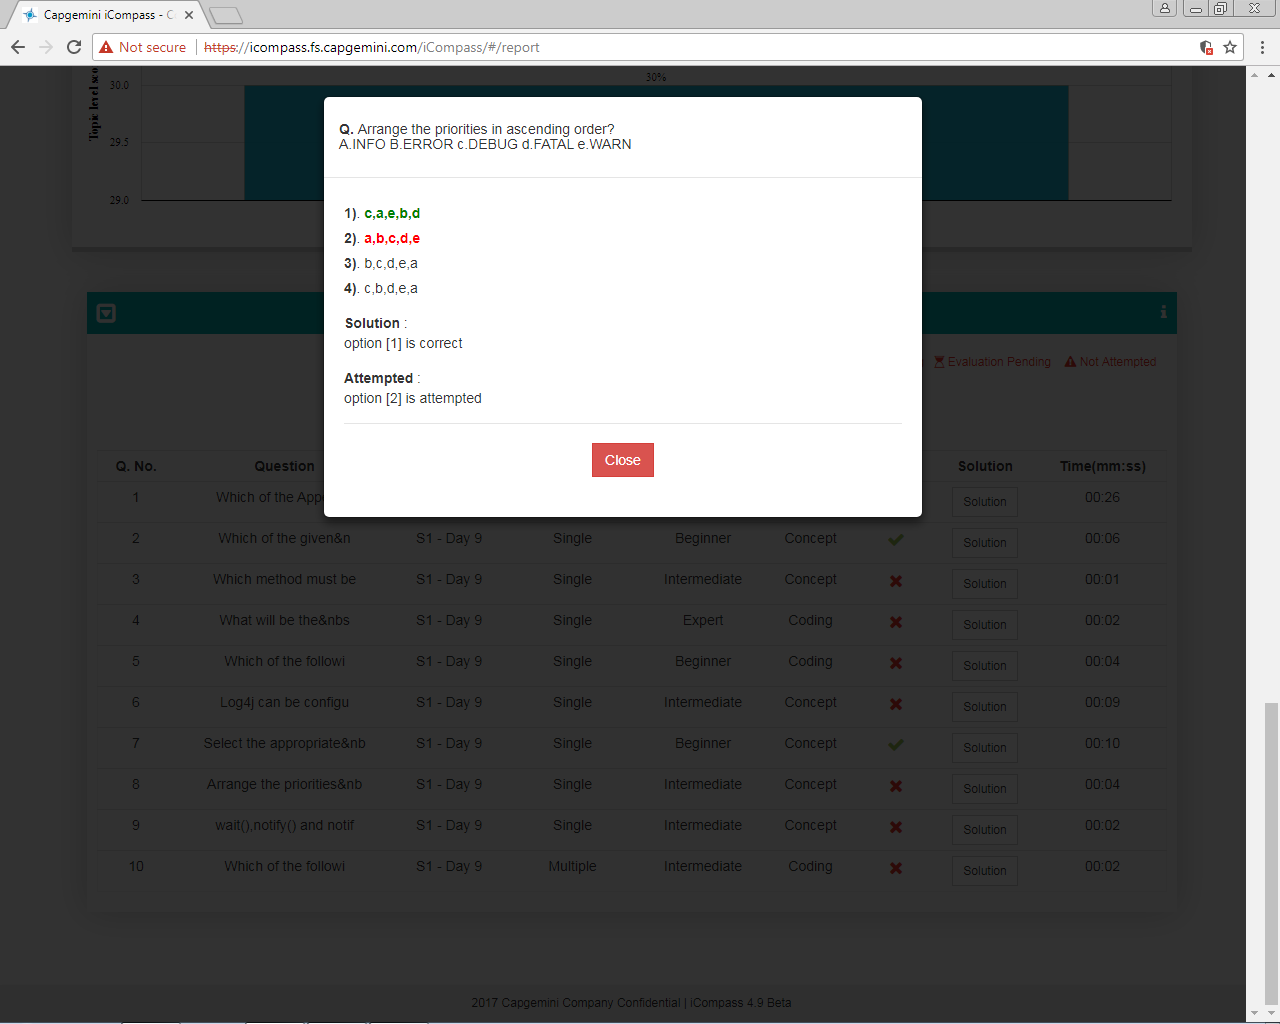 Capgemini iCompass - C
Not secure https://icompass.fs.capgemini.com/iCompass/#/report
Topic level sco
30%
30.0
29.5
29.0
Q. Arrange the priorities in ascending order?
A.INFO B.ERROR c.DEBUG d.FATAL e.WARN
1). c,a,e,b,d
2). a,b,c,d,e
3). b,c,d,e,a
4). c,b,d,e,a
Solution :
option [1] is correct
Attempted :
option [2] is attempted
Close
Evaluation Pending Not Attempted
Q. No. Question Solution Time(mm:ss)
1 Which of the App Solution 00:26
2 Which of the given&n S1 - Day 9 Single Beginner Concept Solution 00:06
3 Which method must be S1 - Day 9 Single Intermediate Concept Solution 00:01
4 What will be the&nbs S1 - Day 9 Single Expert Coding Solution 00:02
5 Which of the followi S1 - Day 9 Single Beginner Coding Solution 00:04
6 Log4j can be configu S1 - Day 9 Single Intermediate Concept Solution 00:09
7 Select the appropriate&nb S1 - Day 9 Single Beginner Concept Solution 00:10
8 Arrange the priorities&nb S1 - Day 9 Single Intermediate Concept Solution 00:04
9 wait(),notify() and notif S1 - Day 9 Single Intermediate Concept Solution 00:02
10 Which of the followi S1 - Day 9 Multiple Intermediate Coding Solution 00:02
2017 Capgemini Company Confidential | iCompass 4.9 Beta